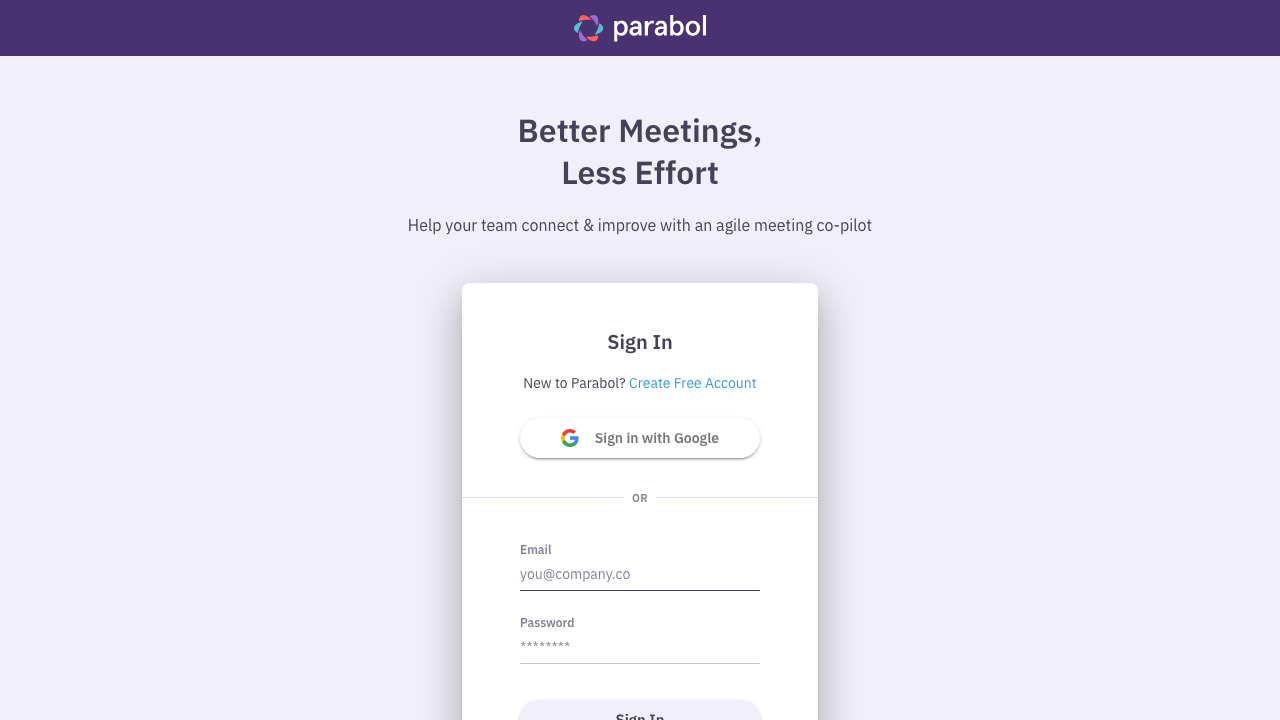 parabol
Better Meetings,
Less Effort
Help your team connect & improve with an agile meeting co-pilot
Sign In
New to Parabol? Create Free Account
Sign in with Google
OR
Email
you@company.co
Password
********
Sign In